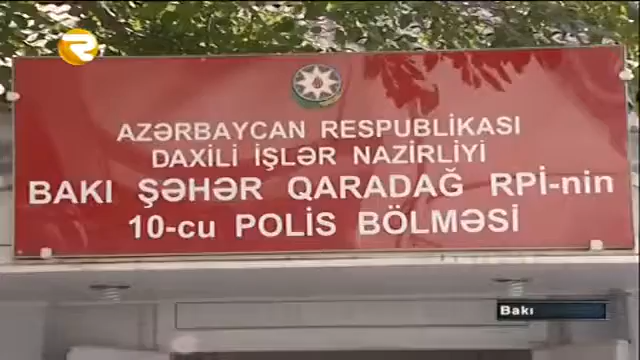 AZƏRBAYCAN RESPUBLİKASI
DAXİLİ İŞLƏR NAZİRLİYİ
BAKI ŞƏHƏR QARADAĞ RPİ-nin
10-cu POLİS BÖLMƏSİ
Bakı